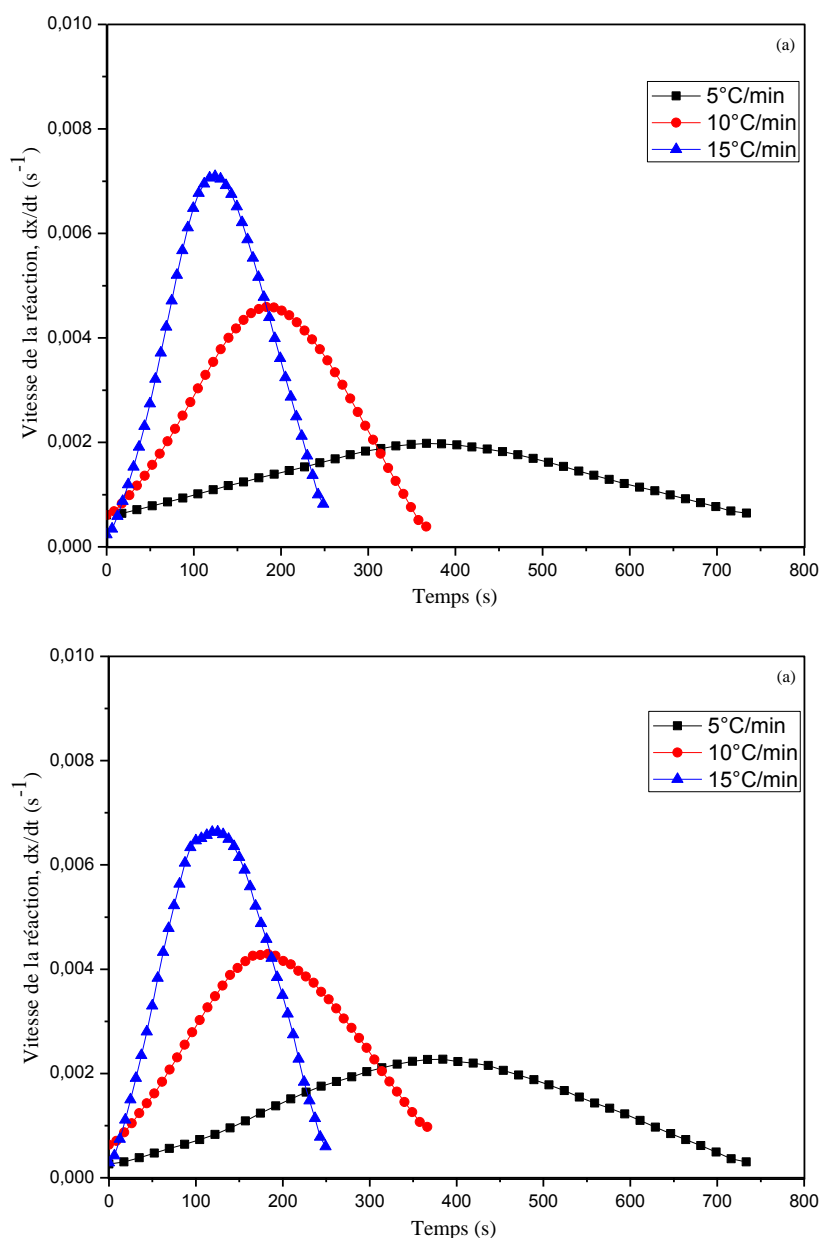 0,010
(a)
5°C/min
10°C/min
15°C/min
0,008
0,006
0,004
0,002
0,000
Vitesse de la réaction, dx/dt (s⁻¹)
0 100 200 300 400 500 600 700 800
Temps (s)
0,010
(a)
5°C/min
10°C/min
15°C/min
0,008
0,006
0,004
0,002
0,000
Vitesse de la réaction, dx/dt (s⁻¹)
0 100 200 300 400 500 600 700 800
Temps (s)